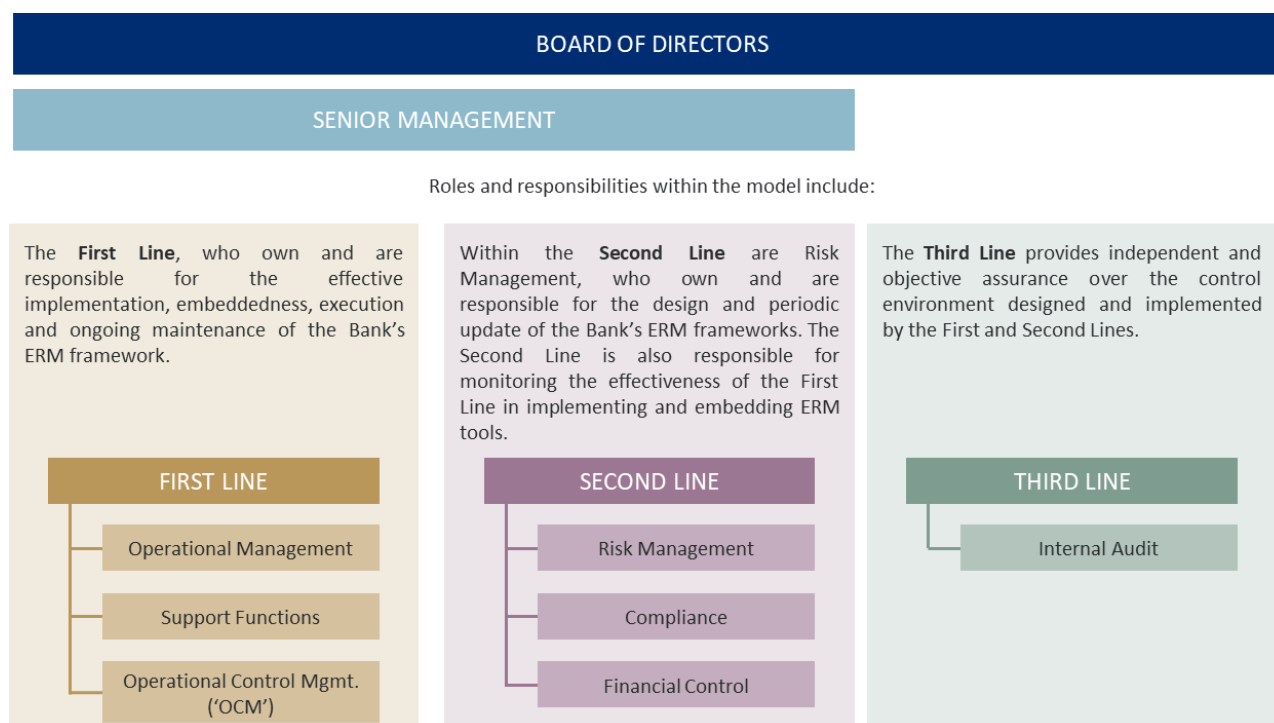 BOARD OF DIRECTORS
SENIOR MANAGEMENT
Roles and responsibilities within the model include:
The First Line, who own and are
responsible for the effective
implementation, embeddedness, execution
and ongoing maintenance of the Bank’s
ERM framework.
FIRST LINE
Operational Management
Support Functions
Operational Control Mgmt.
(‘OCM’)
Within the Second Line are Risk
Management, who own and are
responsible for the design and periodic
update of the Bank’s ERM frameworks. The
Second Line is also responsible for
monitoring the effectiveness of the First
Line in implementing and embedding ERM
tools.
SECOND LINE
Risk Management
Compliance
Financial Control
The Third Line provides independent and
objective assurance over the control
environment designed and implemented
by the First and Second Lines.
THIRD LINE
Internal Audit